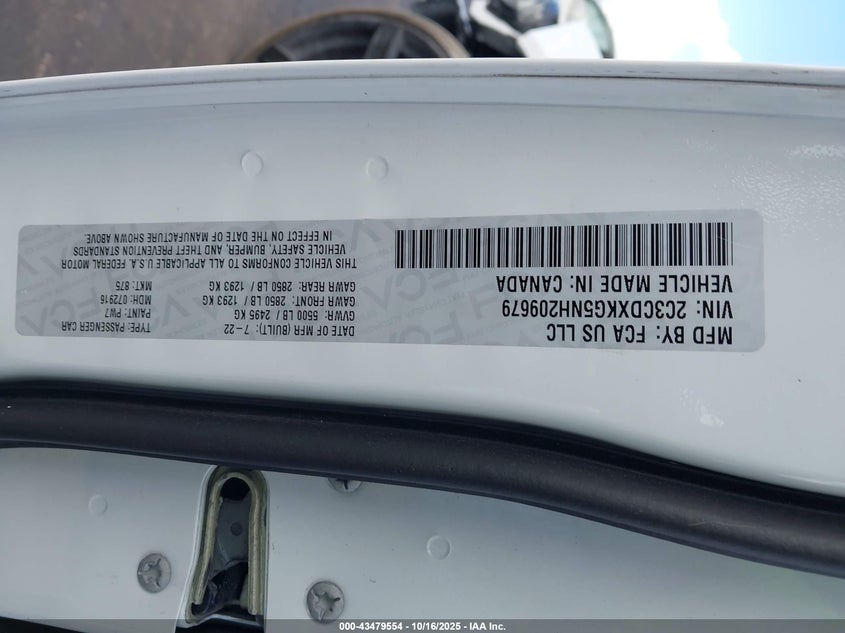 MFD BY: FCA US LLC
VIN: 2C3CDXKG5NH209679
VEHICLE MADE IN: CANADA
DATE OF MFR (BUILT): 7-22
TYPE: PASSENGER CAR
GVWR: 5500 LB / 2495 KG
PAINT: PW7
GAWR FRONT: 2850 LB / 1293 KG
MDH: 072916
GAWR REAR: 2850 LB / 1293 KG
MKT: 875
THIS VEHICLE CONFORMS TO ALL APPLICABLE U.S.A. FEDERAL MOTOR
VEHICLE SAFETY, BUMPER, AND THEFT PREVENTION STANDARDS
IN EFFECT ON THE DATE OF MANUFACTURE SHOWN ABOVE.
000-43479554 - 10/16/2025 - IAA Inc.